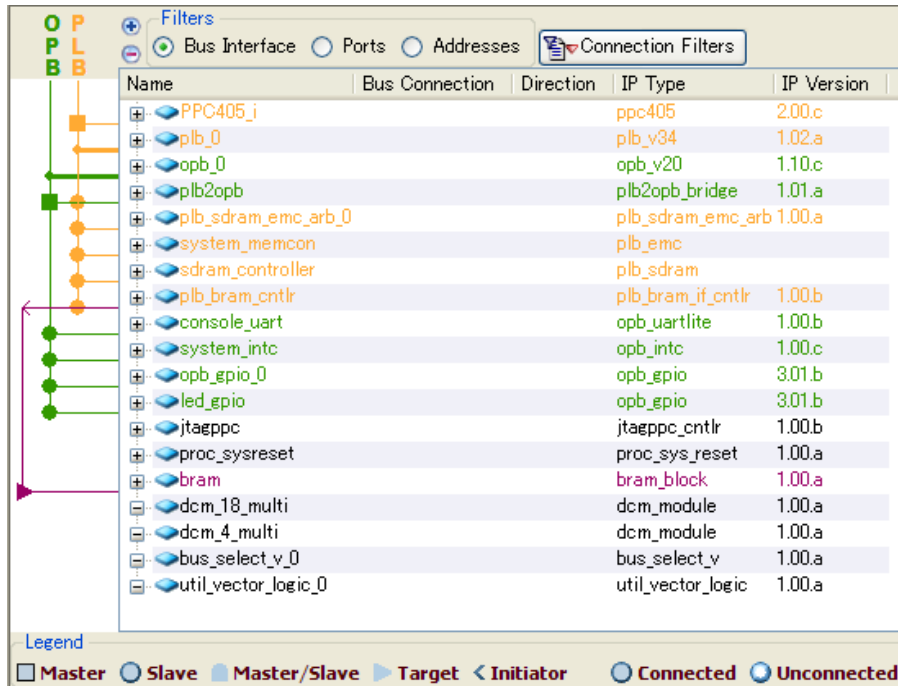 OPB PLB
Filters
Bus Interface Ports Addresses Connection Filters
Name Bus Connection Direction IP Type IP Version
PPC405_i ppc405 2.00.c
plb_0 plb_v34 1.02.a
opb_0 opb_v20 1.10.c
plb2opb plb2opb_bridge 1.01.a
plb_sdram_emc_arb_0 plb_sdram_emc_arb 1.00.a
system_memcon plb_emc
sdram_controller plb_sdram
plb_bram_cntlr plb_bram_if_cntlr 1.00.b
console_uart opb_uartlite 1.00.b
system_intc opb_intc 1.00.c
opb_gpio_0 opb_gpio 3.01.b
led_gpio opb_gpio 3.01.b
jtagppc jtagppc_cntlr 1.00.b
proc_sysreset proc_sys_reset 1.00.a
bram bram_block 1.00.a
dcm_18_multi dcm_module 1.00.a
dcm_4_multi dcm_module 1.00.a
bus_select_v_0 bus_select_v 1.00.a
util_vector_logic_0 util_vector_logic 1.00.a
Legend
Master Slave Master/Slave Target Initiator Connected Unconnected